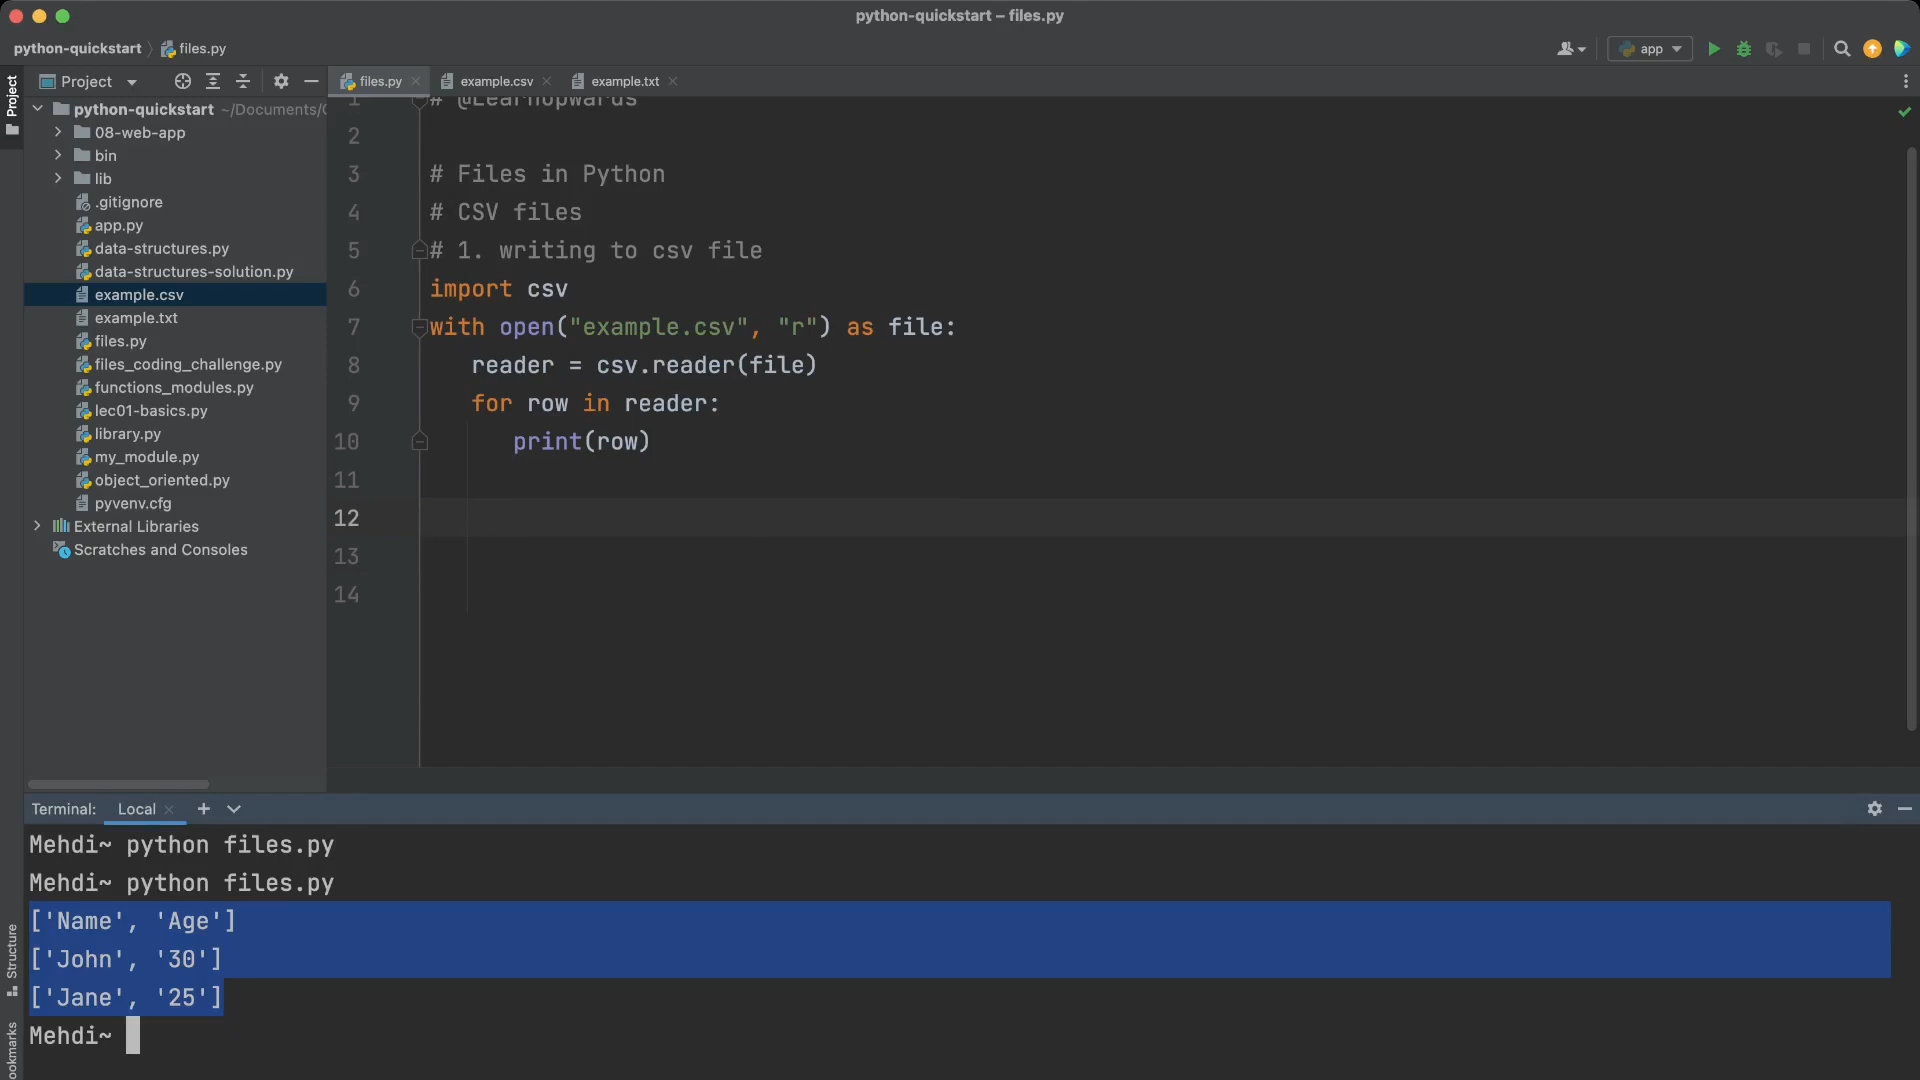 python-quickstart – files.py
python-quickstart
files.py
app
Project
Project
files.py
example.csv
example.txt
python-quickstart ~/Documents/
08-web-app
bin
lib
.gitignore
app.py
data-structures.py
data-structures-solution.py
example.csv
example.txt
files.py
files_coding_challenge.py
functions_modules.py
lec01-basics.py
library.py
my_module.py
object_oriented.py
pyvenv.cfg
External Libraries
Scratches and Consoles
1 # @Learnopwards
2
3 # Files in Python
4 # CSV files
5 # 1. writing to csv file
6 import csv
7 with open("example.csv", "r") as file:
8 reader = csv.reader(file)
9 for row in reader:
10 print(row)
11
12
13
14
Terminal: Local
Mehdi~ python files.py
Mehdi~ python files.py
['Name', 'Age']
['John', '30']
['Jane', '25']
Mehdi~
Structure
ookmarks